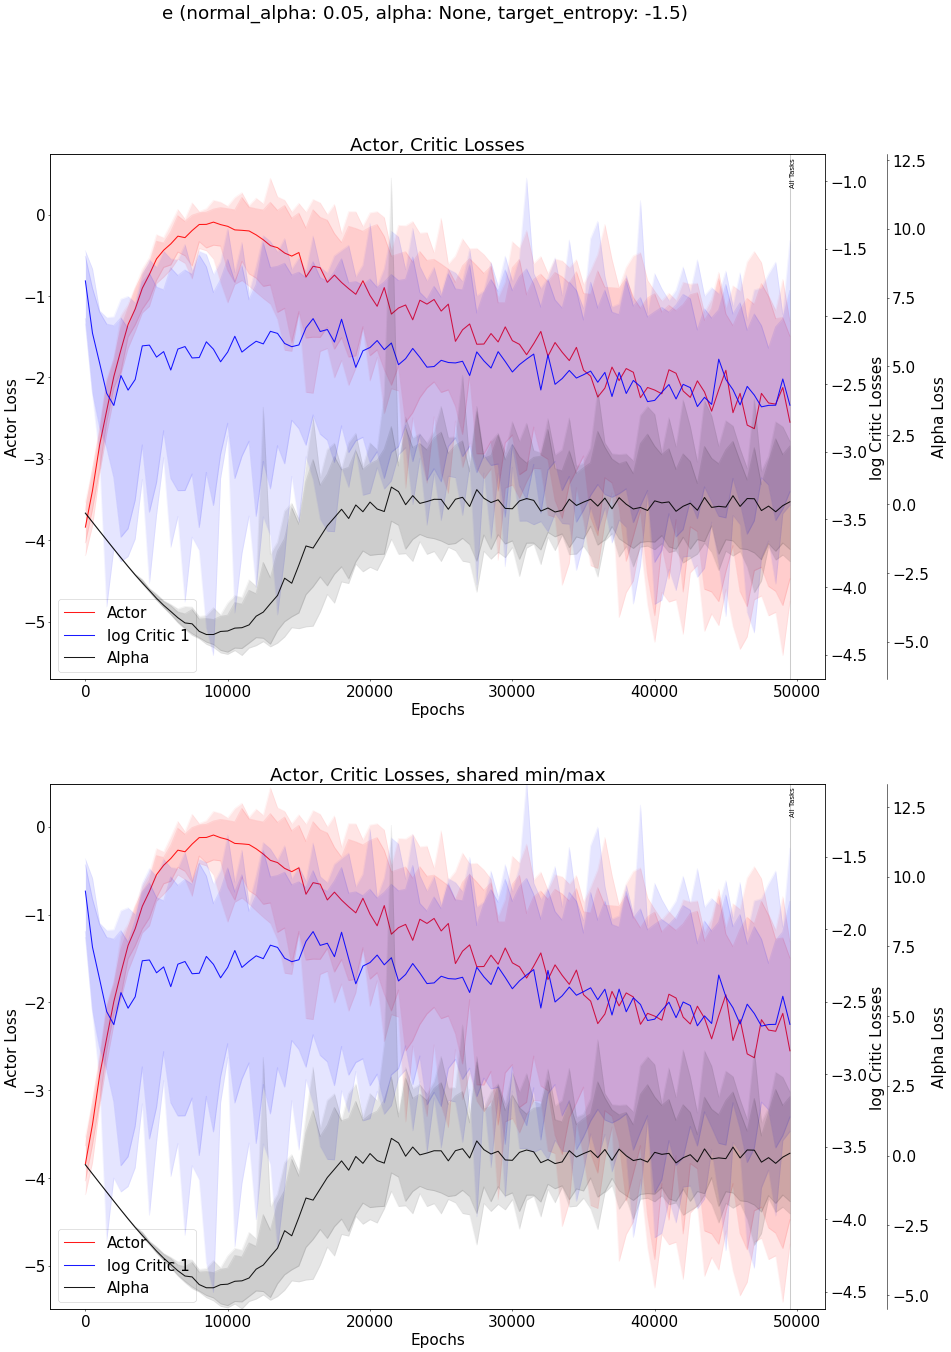 e (normal_alpha: 0.05, alpha: None, target_entropy: -1.5)
Actor, Critic Losses
All Tasks
0
−1
−2
−3
−4
−5
Actor Loss
−1.0
−1.5
−2.0
−2.5
−3.0
−3.5
−4.0
−4.5
log Critic Losses
12.5
10.0
7.5
5.0
2.5
0.0
−2.5
−5.0
Alpha Loss
Actor
log Critic 1
Alpha
0
10000
20000
30000
40000
50000
Epochs
Actor, Critic Losses, shared min/max
All Tasks
0
−1
−2
−3
−4
−5
Actor Loss
−1.5
−2.0
−2.5
−3.0
−3.5
−4.0
−4.5
log Critic Losses
12.5
10.0
7.5
5.0
2.5
0.0
−2.5
−5.0
Alpha Loss
Actor
log Critic 1
Alpha
0
10000
20000
30000
40000
50000
Epochs